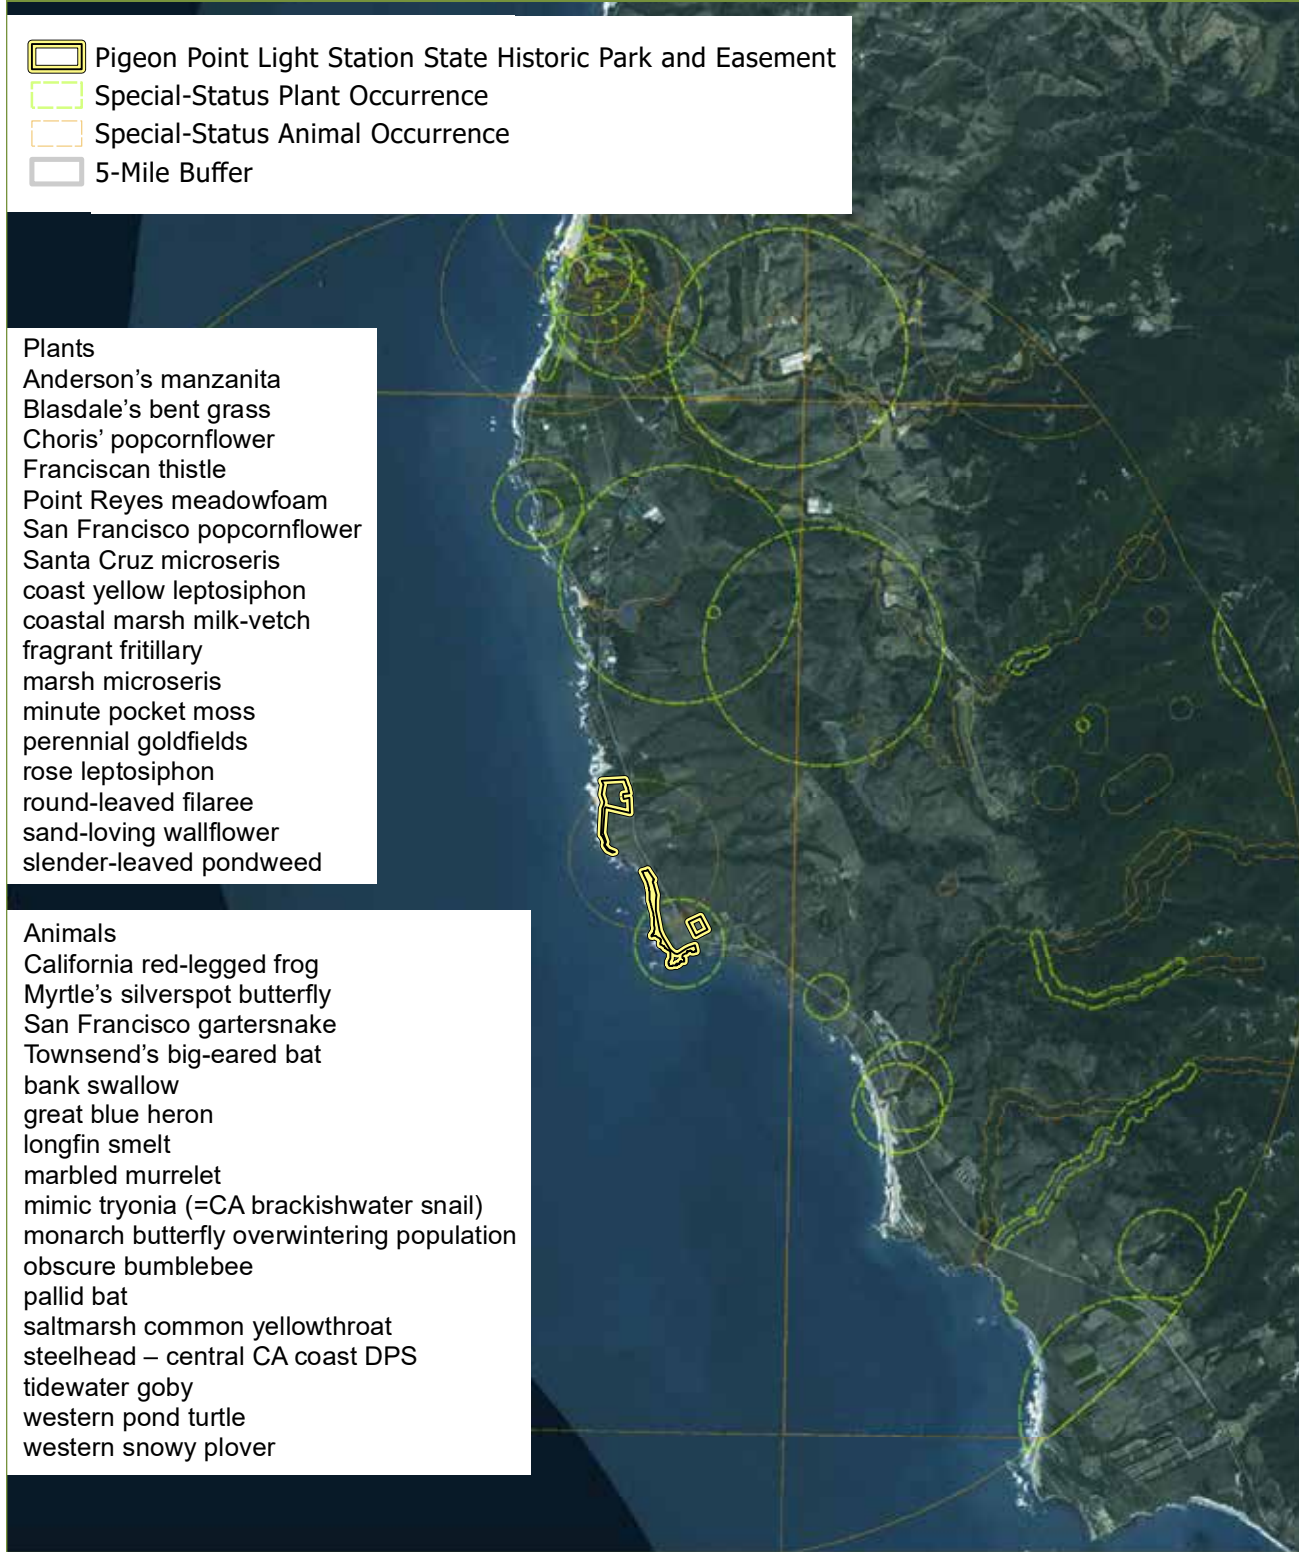 Pigeon Point Light Station State Historic Park and Easement
Special-Status Plant Occurrence
Special-Status Animal Occurrence
5-Mile Buffer
Plants
Anderson's manzanita
Blasdale's bent grass
Choris' popcornflower
Franciscan thistle
Point Reyes meadowfoam
San Francisco popcornflower
Santa Cruz microseris
coast yellow leptosiphon
coastal marsh milk-vetch
fragrant fritillary
marsh microseris
minute pocket moss
perennial goldfields
rose leptosiphon
round-leaved filaree
sand-loving wallflower
slender-leaved pondweed
Animals
California red-legged frog
Myrtle's silverspot butterfly
San Francisco gartersnake
Townsend's big-eared bat
bank swallow
great blue heron
longfin smelt
marbled murrelet
mimic tryonia (=CA brackishwater snail)
monarch butterfly overwintering population
obscure bumblebee
pallid bat
saltmarsh common yellowthroat
steelhead – central CA coast DPS
tidewater goby
western pond turtle
western snowy plover